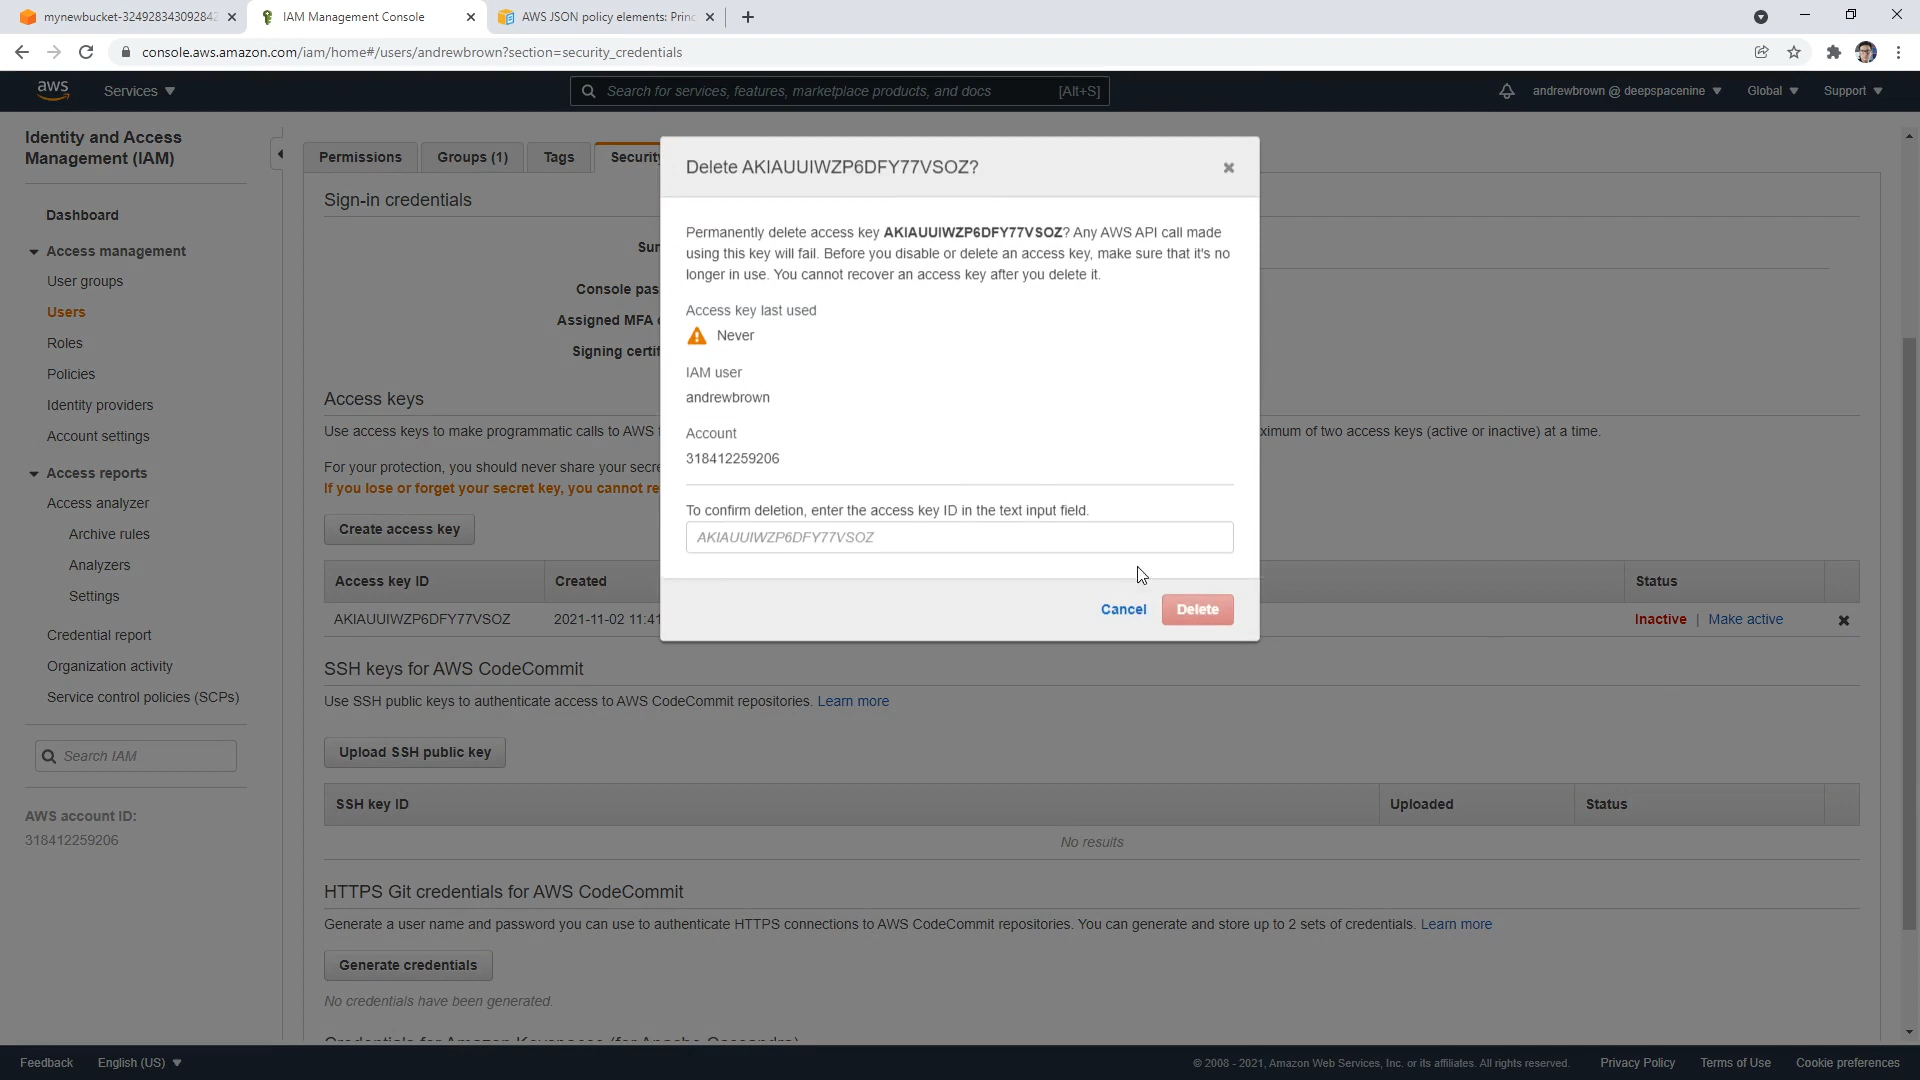 mynewbucket-32492834309284
IAM Management Console
AWS JSON policy elements: Princ
console.aws.amazon.com/iam/home#/users/andrewbrown?section=security_credentials
aws
Services
Search for services, features, marketplace products, and docs
[Alt+S]
andrewbrown @ deepspacenine
Global
Support
Identity and Access
Management (IAM)
Dashboard
Access management
User groups
Users
Roles
Policies
Identity providers
Account settings
Access reports
Access analyzer
Archive rules
Analyzers
Settings
Credential report
Organization activity
Service control policies (SCPs)
Search IAM
AWS account ID:
318412259206
Permissions
Groups (1)
Tags
Security
Sign-in credentials
Sum
Console pas
Assigned MFA
Signing certif
Access keys
Use access keys to make programmatic calls to AWS
ximum of two access keys (active or inactive) at a time.
For your protection, you should never share your secre
If you lose or forget your secret key, you cannot re
Create access key
Access key ID
Created
Status
AKIAUUIWZP6DFY77VSOZ
2021-11-02 11:41
Inactive | Make active
SSH keys for AWS CodeCommit
Use SSH public keys to authenticate access to AWS CodeCommit repositories. Learn more
Upload SSH public key
SSH key ID
Uploaded
Status
No results
HTTPS Git credentials for AWS CodeCommit
Generate a user name and password you can use to authenticate HTTPS connections to AWS CodeCommit repositories. You can generate and store up to 2 sets of credentials. Learn more
Generate credentials
No credentials have been generated.
Credentials for Amazon Keyspaces (for Apache Cassandra)
Delete AKIAUUIWZP6DFY77VSOZ?
Permanently delete access key AKIAUUIWZP6DFY77VSOZ? Any AWS API call made
using this key will fail. Before you disable or delete an access key, make sure that it's no
longer in use. You cannot recover an access key after you delete it.
Access key last used
Never
IAM user
andrewbrown
Account
318412259206
To confirm deletion, enter the access key ID in the text input field.
AKIAUUIWZP6DFY77VSOZ
Cancel
Delete
Feedback
English (US)
© 2008 - 2021, Amazon Web Services, Inc. or its affiliates. All rights reserved.
Privacy Policy
Terms of Use
Cookie preferences